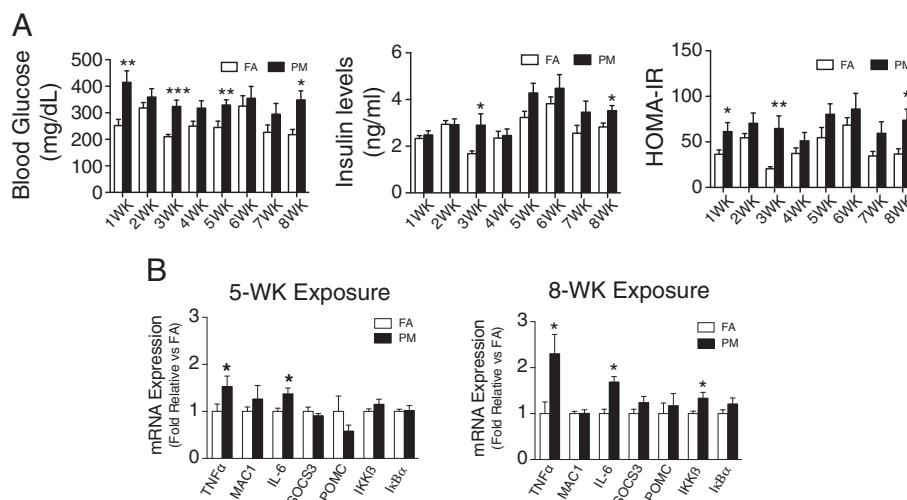 A
Blood Glucose
(mg/dL)
500
400
300
200
100
0
FA PM
** *** ** *
1WK 2WK 3WK 4WK 5WK 6WK 7WK 8WK
Insulin levels
(ng/ml)
6
4
2
0
FA PM
* *
1WK 2WK 3WK 4WK 5WK 6WK 7WK 8WK
HOMA-IR
150
100
50
0
FA PM
* ** *
1WK 2WK 3WK 4WK 5WK 6WK 7WK 8WK
B
5-WK Exposure
mRNA Expression
(Fold Relative vs FA)
3
2
1
0
FA
PM
* *
TNFα MAC1 IL-6 SOCS3 POMC IKKß IκBα
8-WK Exposure
mRNA Expression
(Fold Relative vs FA)
3
2
1
0
FA
PM
* * *
TNFα MAC1 IL-6 SOCS3 POMC IKKß IκBα